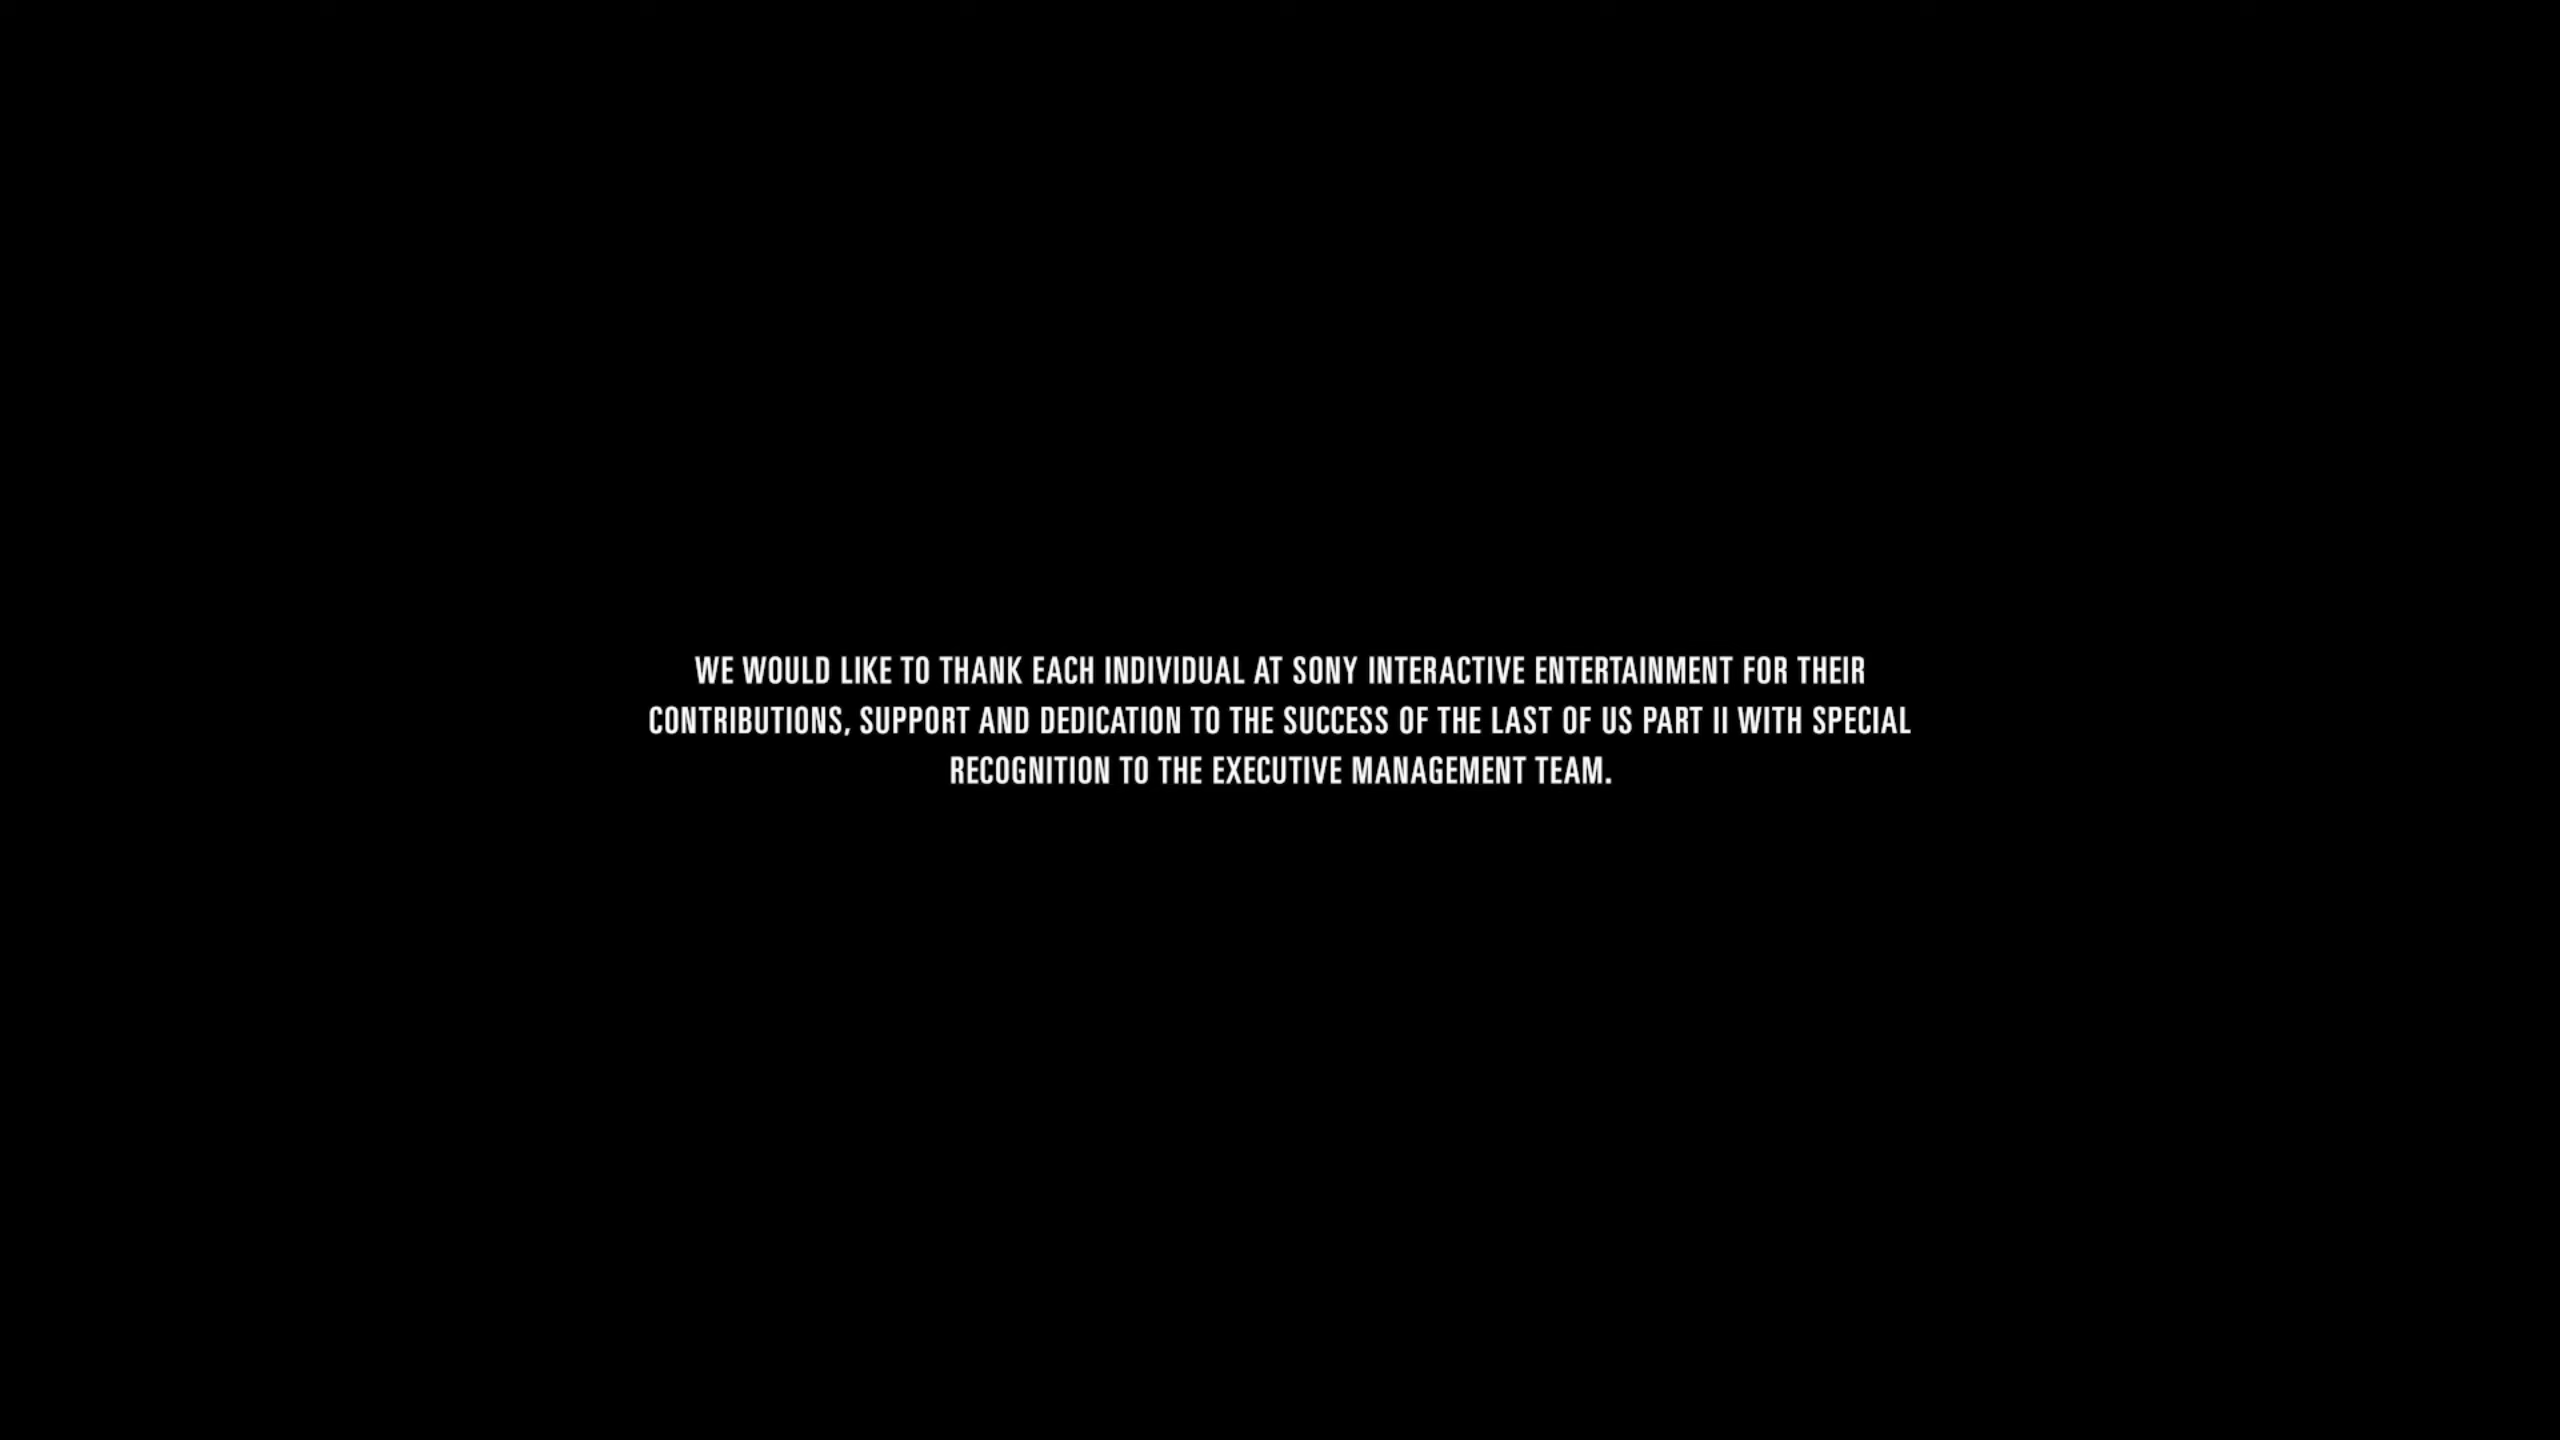 WE WOULD LIKE TO THANK EACH INDIVIDUAL AT SONY INTERACTIVE ENTERTAINMENT FOR THEIR
CONTRIBUTIONS, SUPPORT AND DEDICATION TO THE SUCCESS OF THE LAST OF US PART II WITH SPECIAL
RECOGNITION TO THE EXECUTIVE MANAGEMENT TEAM.